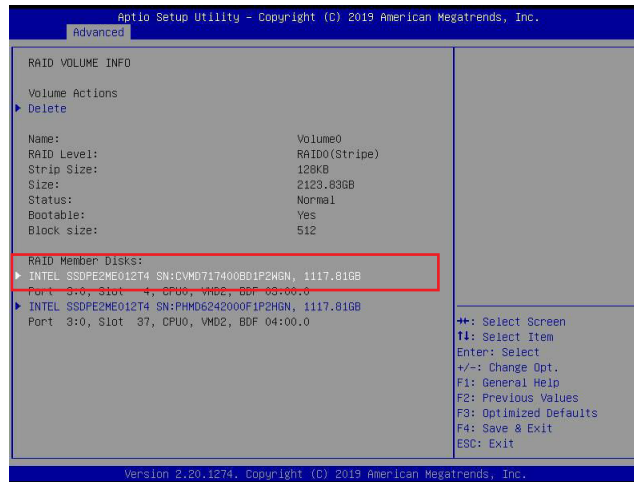 Aptio Setup Utility – Copyright (C) 2019 American Megatrends, Inc.
Advanced
RAID VOLUME INFO
Volume Actions
Delete
Name: Volume0
RAID Level: RAID0(Stripe)
Strip Size: 128KB
Size: 2123.83GB
Status: Normal
Bootable: Yes
Block size: 512
RAID Member Disks:
INTEL SSDPE2ME012T4 SN:CVMD717400BD1P2WGN, 1117.81GB
Port 3:0, Slot 4, CPU0, VMD2, BDF 03:00.0
INTEL SSDPE2ME012T4 SN:PHMD6242000F1P2HGN, 1117.81GB
Port 3:0, Slot 37, CPU0, VMD2, BDF 04:00.0
→←: Select Screen
↑↓: Select Item
Enter: Select
+/-: Change Opt.
F1: General Help
F2: Previous Values
F3: Optimized Defaults
F4: Save & Exit
ESC: Exit
Version 2.20.1274. Copyright (C) 2019 American Megatrends, Inc.